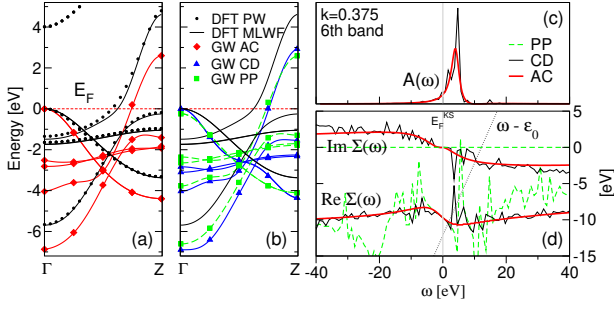 4
2
0
-2
-4
-6
Energy [eV]
DFT PW
DFT MLWF
GW AC
GW CD
GW PP
E_F
(a)
(b)
Γ
Z
Γ
Z
k=0.375
6th band
(c)
A(ω)
PP
CD
AC
E_F^KS
ω - ε₀
Im Σ(ω)
Re Σ(ω)
(d)
5
0
-5
-10
-15
[eV]
-40
-20
0
20
40
ω [eV]